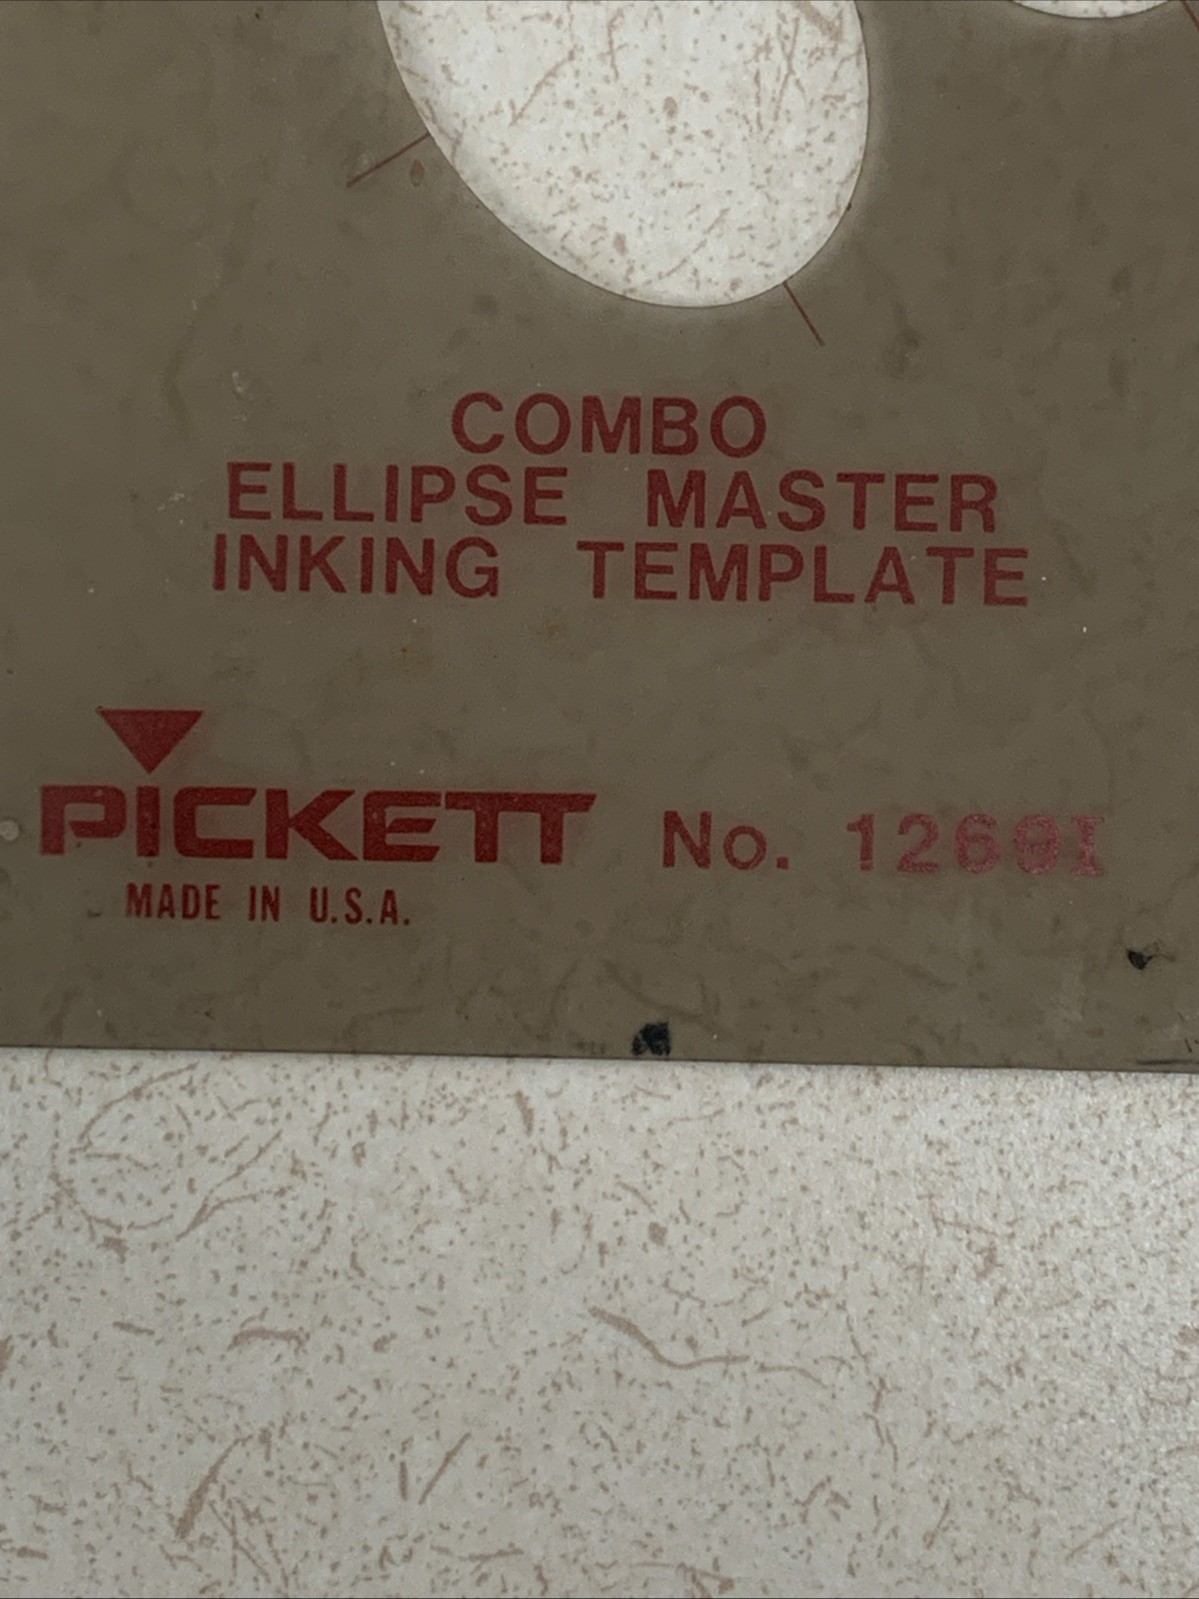 COMBO
ELLIPSE MASTER
INKING TEMPLATE
PICKETT No. 1269I
MADE IN U.S.A.